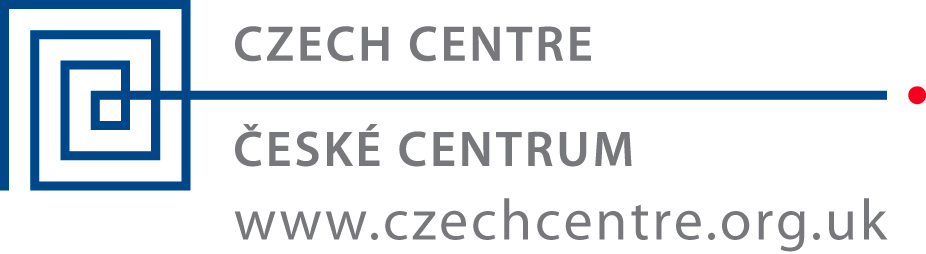 CZECH CENTRE
ČESKÉ CENTRUM
www.czechcentre.org.uk